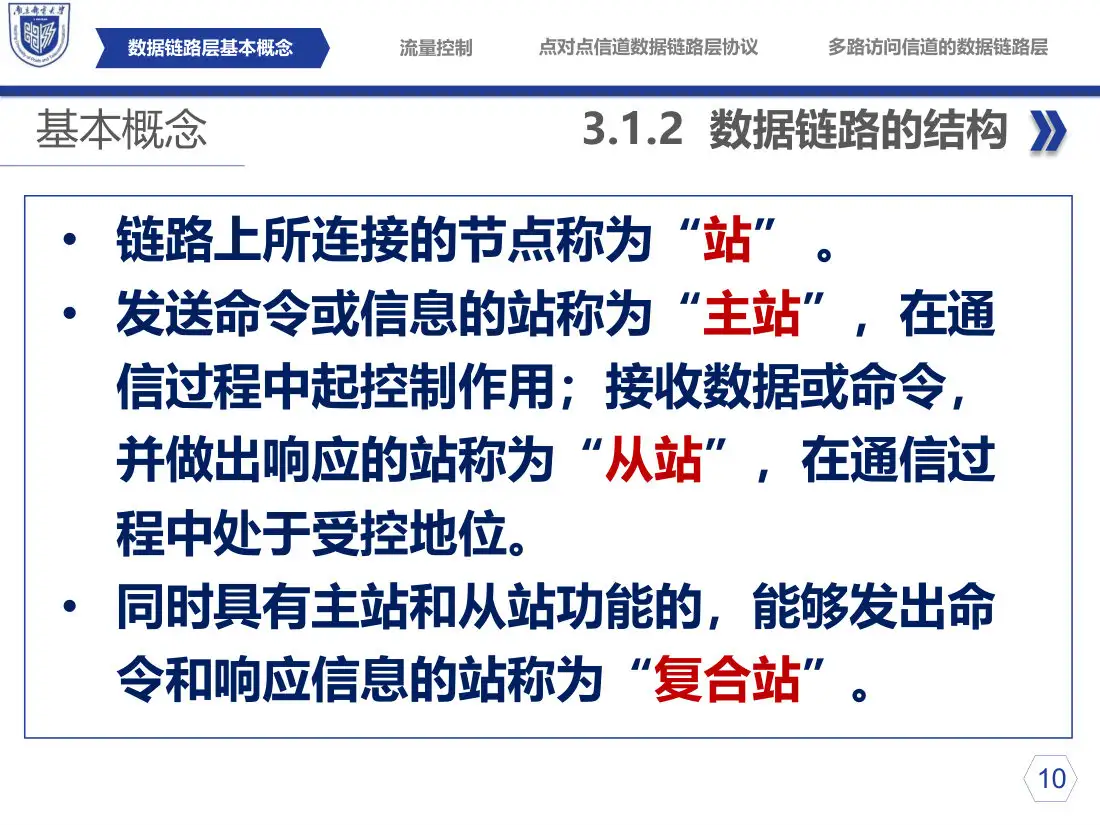 南京邮电大学
数据链路层基本概念
流量控制
点对点信道数据链路层协议
多路访问信道的数据链路层
基本概念
3.1.2 数据链路的结构
• 链路上所连接的节点称为“站” 。
• 发送命令或信息的站称为“主站”，在通
信过程中起控制作用；接收数据或命令，
并做出响应的站称为“从站”，在通信过
程中处于受控地位。
• 同时具有主站和从站功能的，能够发出命
令和响应信息的站称为“复合站”。
10